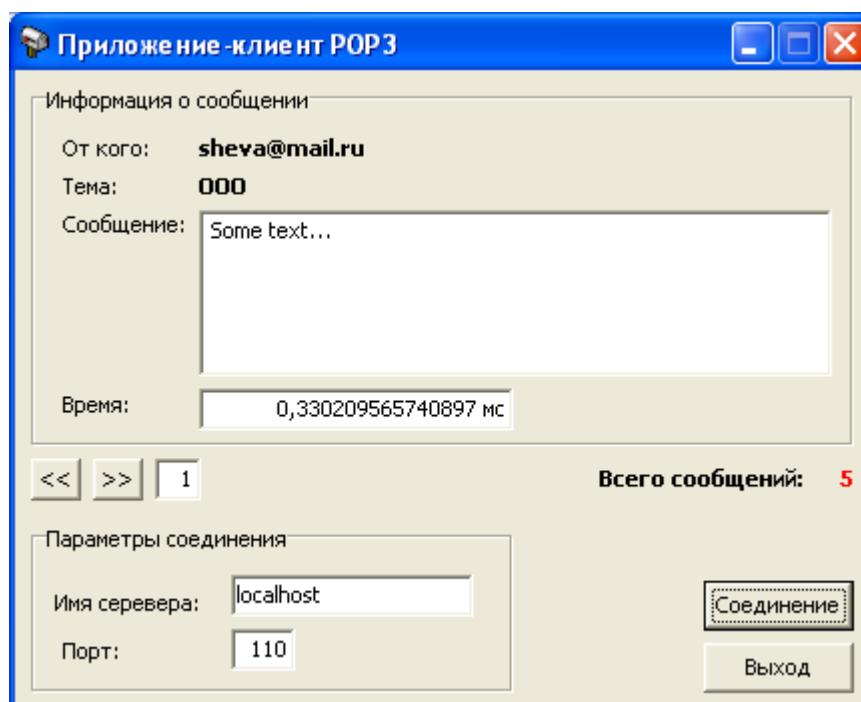 Приложение-клиент POP3
Информация о сообщении
От кого: sheva@mail.ru
Тема: ООО
Сообщение: Some text...
Время: 0,330209565740897 мс
<< >> 1 Всего сообщений: 5
Параметры соединения
Имя серевера: localhost
Порт: 110
Соединение
Выход